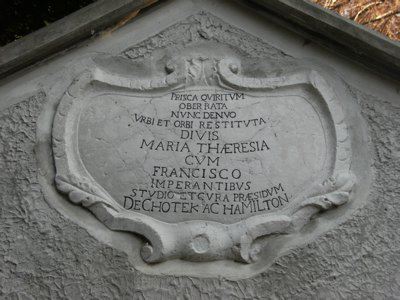 PRISCA QVIRITVM
OBERRATA
NVNC DENVO
VRBI ET ORBI RESTITVTA
DIVIS
MARIA THÆRESIA
CVM
FRANCISCO
IMPERANTIBVS
STVDIO ET CVRA PRÆSIDVM
DE CHOTEK AC HAMILTON